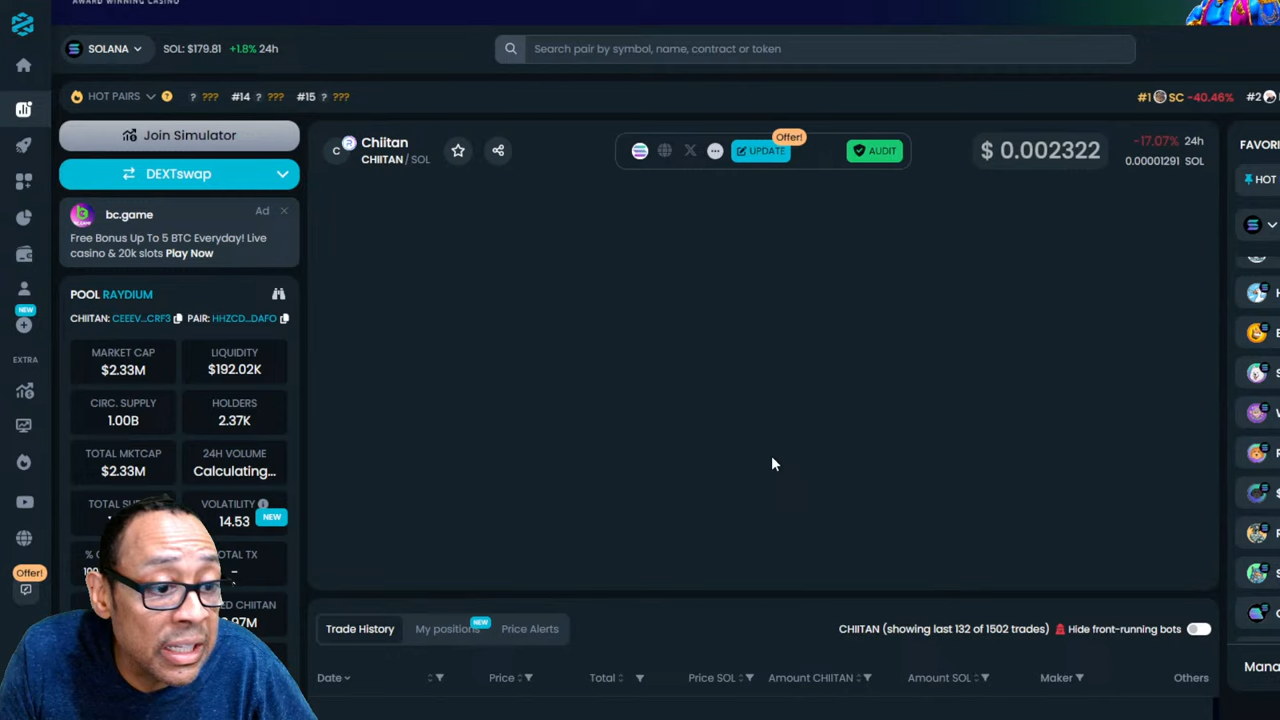 AWARD WINNING CASINO
SOLANA
SOL: $179.81 +1.8% 24h
Search pair by symbol, name, contract or token
HOT PAIRS
? ???
#14 ? ???
#15 ? ???
#1 SC -40.46%
#2
Join Simulator
DEXTswap
bc.game
Ad
Free Bonus Up To 5 BTC Everyday! Live
casino & 20k slots Play Now
Chiitan
CHIITAN / SOL
Offer!
UPDATE
AUDIT
$ 0.002322
-17.07% 24h
0.00001291 SOL
FAVORI
HOT
POOL RAYDIUM
CHIITAN: CEEEV...CRF3
PAIR: HHZCD...DAFO
MARKET CAP
$2.33M
LIQUIDITY
$192.02K
CIRC. SUPPLY
1.00B
HOLDERS
2.37K
TOTAL MKTCAP
$2.33M
24H VOLUME
Calculating...
VOLATILITY
14.53
NEW
NEW
EXTRA
Offer!
Trade History
My positions
NEW
Price Alerts
CHIITAN (showing last 132 of 1502 trades)
Hide front-running bots
Date
Price
Total
Price SOL
Amount CHIITAN
Amount SOL
Maker
Others
Mana